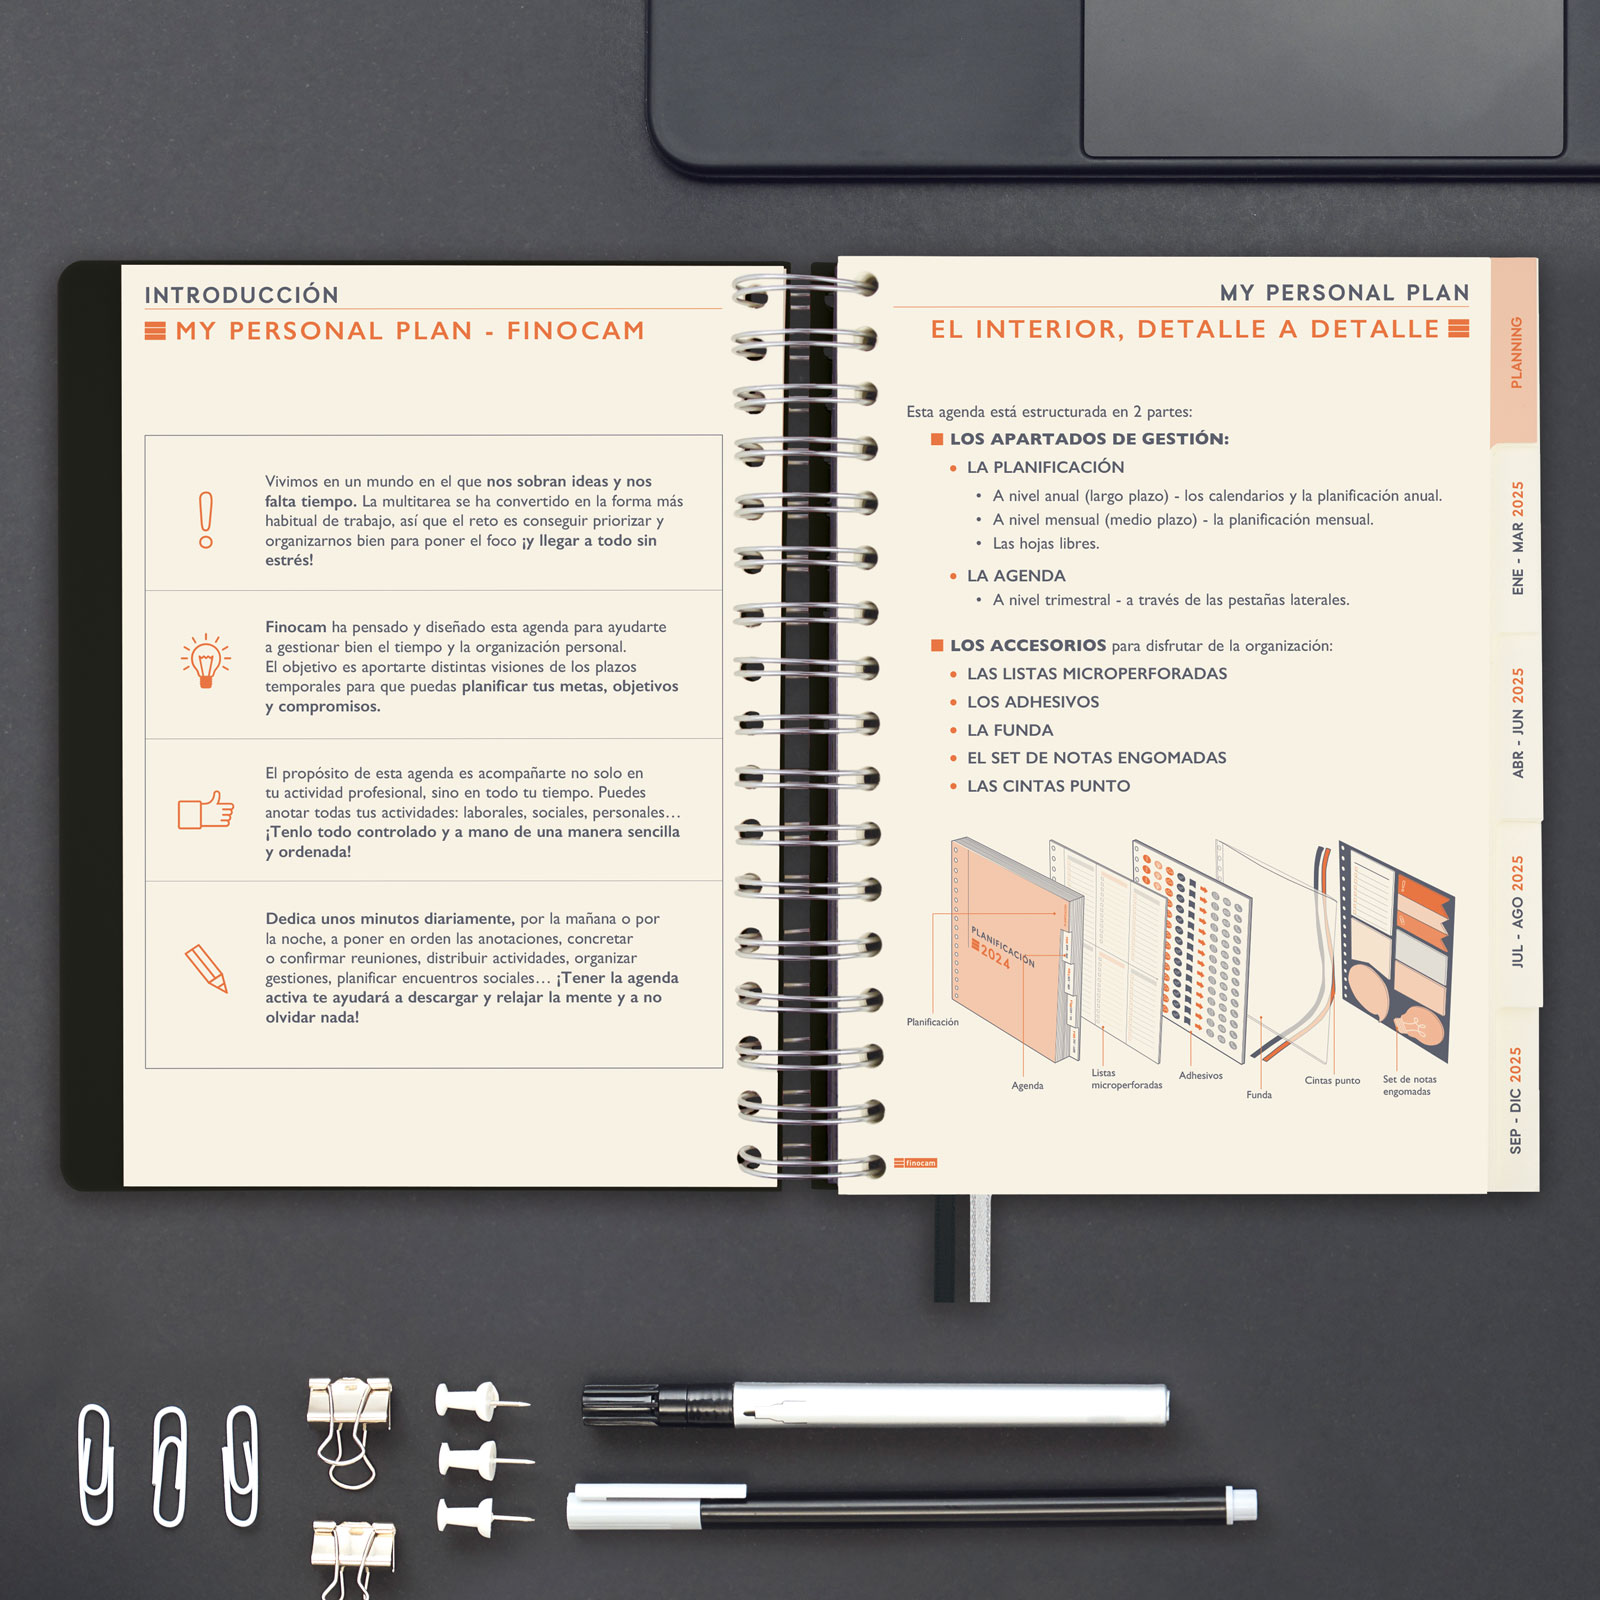 INTRODUCCIÓN
MY PERSONAL PLAN - FINOCAM
Vivimos en un mundo en el que nos sobran ideas y nos
falta tiempo. La multitarea se ha convertido en la forma más
habitual de trabajo, así que el reto es conseguir priorizar y
organizarnos bien para poner el foco ¡y llegar a todo sin
estrés!
Finocam ha pensado y diseñado esta agenda para ayudarte
a gestionar bien el tiempo y la organización personal.
El objetivo es aportarte distintas visiones de los plazos
temporales para que puedas planificar tus metas, objetivos
y compromisos.
El propósito de esta agenda es acompañarte no solo en
tu actividad profesional, sino en todo tu tiempo. Puedes
anotar todas tus actividades: laborales, sociales, personales...
¡Tenlo todo controlado y a mano de una manera sencilla
y ordenada!
Dedica unos minutos diariamente, por la mañana o por
la noche, a poner en orden las anotaciones, concretar
o confirmar reuniones, distribuir actividades, organizar
gestiones, planificar encuentros sociales... ¡Tener la agenda
activa te ayudará a descargar y relajar la mente y a no
olvidar nada!
MY PERSONAL PLAN
EL INTERIOR, DETALLE A DETALLE
Esta agenda está estructurada en 2 partes:
LOS APARTADOS DE GESTIÓN:
• LA PLANIFICACIÓN
• A nivel anual (largo plazo) - los calendarios y la planificación anual.
• A nivel mensual (medio plazo) - la planificación mensual.
• Las hojas libres.
• LA AGENDA
• A nivel trimestral - a través de las pestañas laterales.
LOS ACCESORIOS para disfrutar de la organización:
• LAS LISTAS MICROPERFORADAS
• LOS ADHESIVOS
• LA FUNDA
• EL SET DE NOTAS ENGOMADAS
• LAS CINTAS PUNTO
PLANIFICACIÓN
2024
Planificación
Agenda
Listas
microperforadas
Adhesivos
Funda
Cintas punto
Set de notas
engomadas
finocam
PLANNING
ENE - MAR 2025
ABR - JUN 2025
JUL - AGO 2025
SEP - DIC 2025